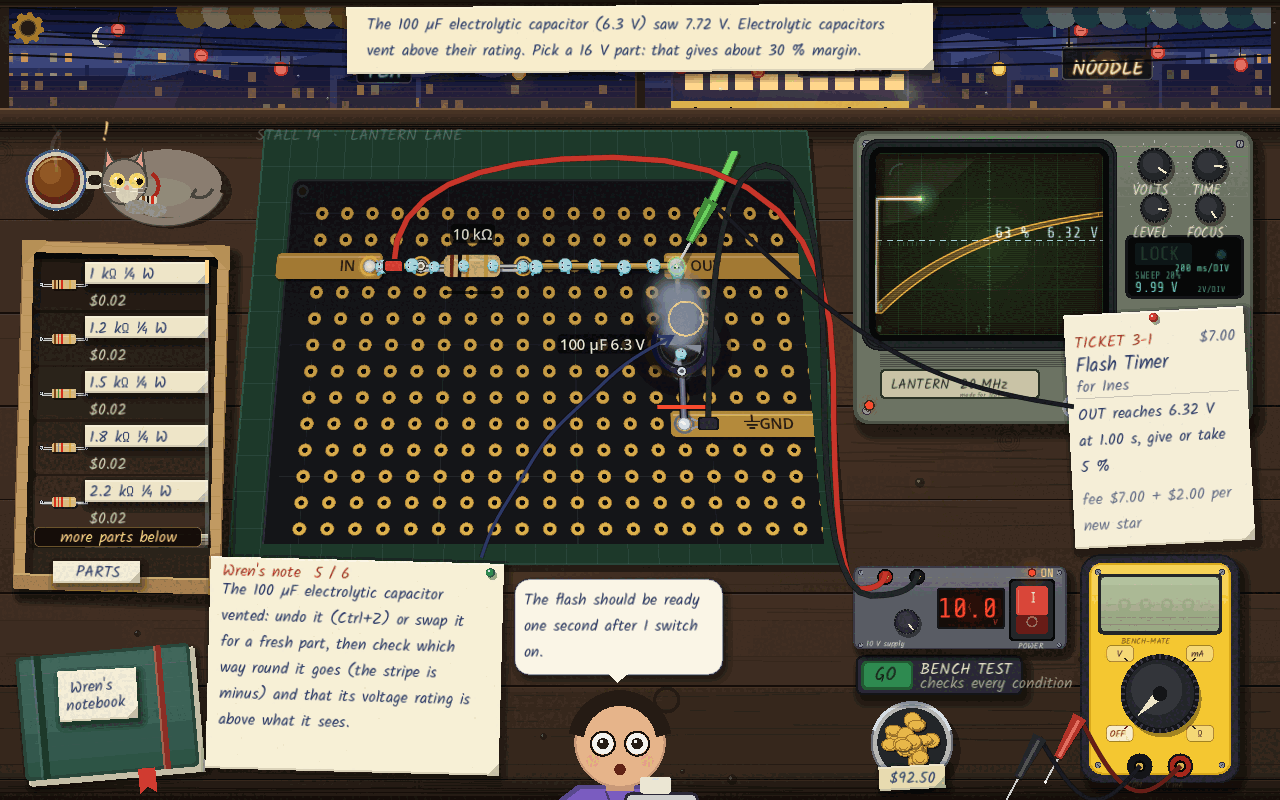 The 100 µF electrolytic capacitor (6.3 V) saw 7.72 V. Electrolytic capacitors
vent above their rating. Pick a 16 V part: that gives about 30 % margin.
NOODLE
STALL 14 · LANTERN LANE
10 kΩ
IN
OUT
100 µF 6.3 V
GND
63 % 6.32 V
1 s
VOLTS
TIME
LEVEL
FOCUS
LOCK
200 ms/DIV
SWEEP 20%
9.99 V
2V/DIV
LANTERN 20 MHz
1 kΩ ¼ W
$0.02
1.2 kΩ ¼ W
$0.02
1.5 kΩ ¼ W
$0.02
1.8 kΩ ¼ W
$0.02
2.2 kΩ ¼ W
$0.02
more parts below
PARTS
TICKET 3-1
$7.00
Flash Timer
for Ines
OUT reaches 6.32 V
at 1.00 s, give or take
5 %
fee $7.00 + $2.00 per
new star
Wren's note 5 / 6
The 100 µF electrolytic capacitor
vented: undo it (Ctrl+Z) or swap it
for a fresh part, then check which
way round it goes (the stripe is
minus) and that its voltage rating is
above what it sees.
The flash should be ready
one second after I switch
on.
Wren's
notebook
ON
10.0
V
I
10 V supply
POWER
GO
BENCH TEST
checks every condition
$92.50
BENCH-MATE
V
mA
OFF
Ω